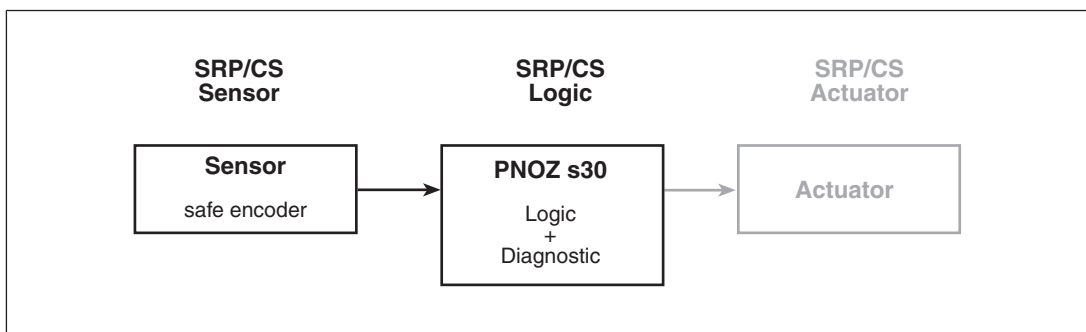 SRP/CS
Sensor
SRP/CS
Logic
SRP/CS
Actuator
Sensor
safe encoder
PNOZ s30
Logic
+
Diagnostic
Actuator